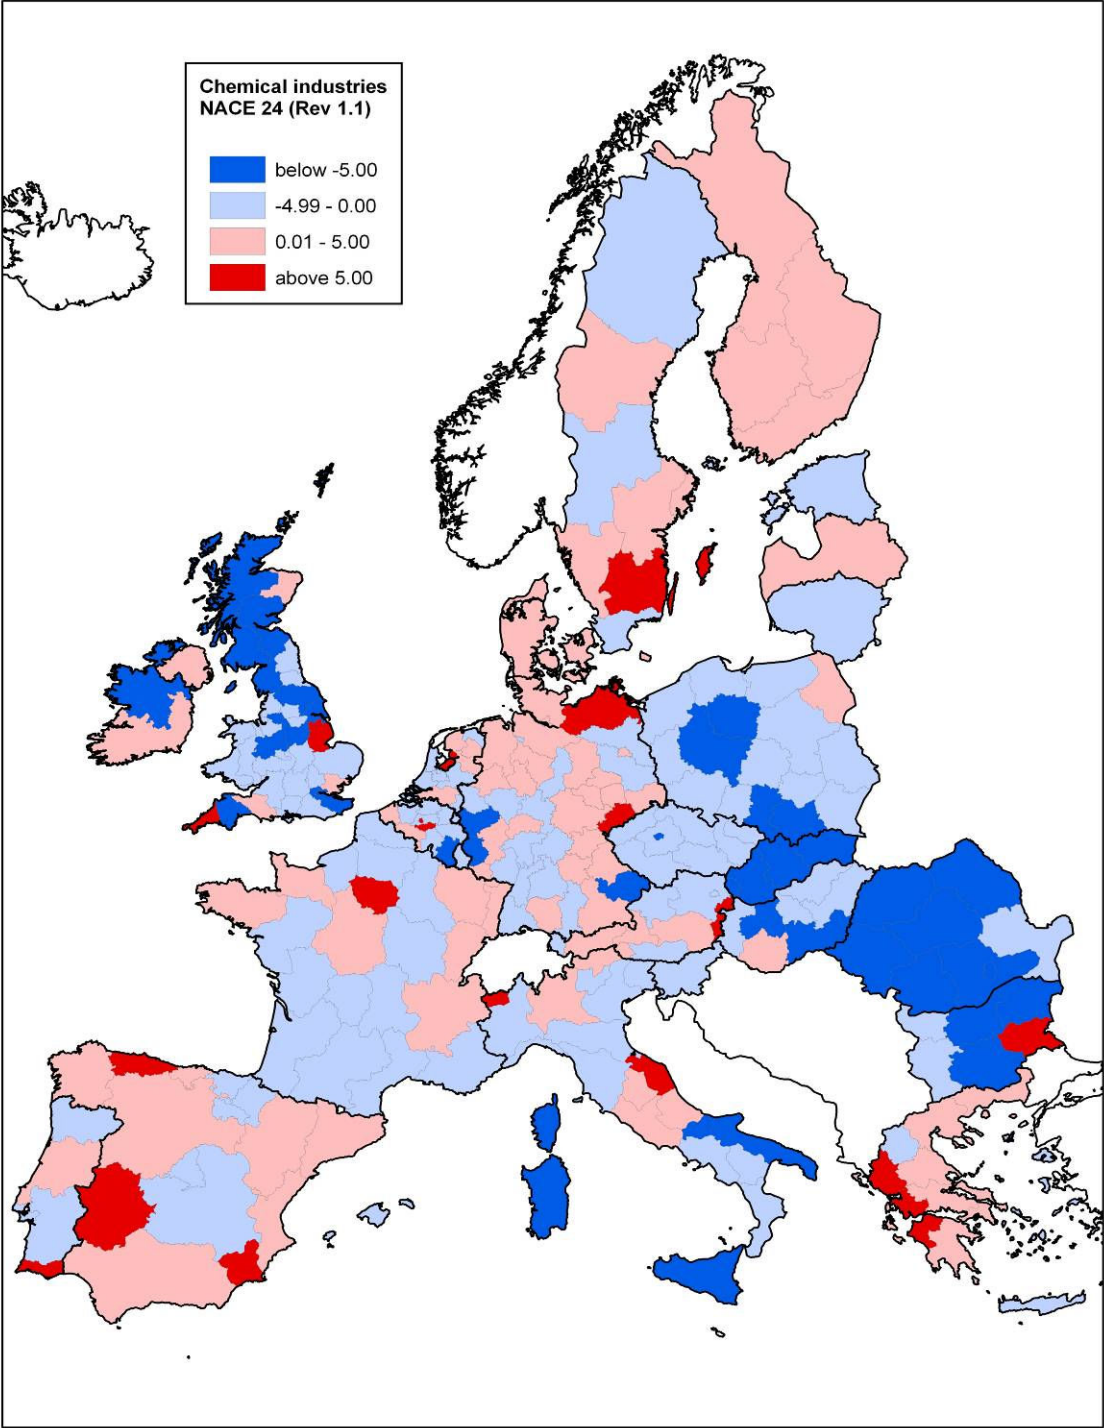 Chemical industries
NACE 24 (Rev 1.1)
below -5.00
-4.99 - 0.00
0.01 - 5.00
above 5.00